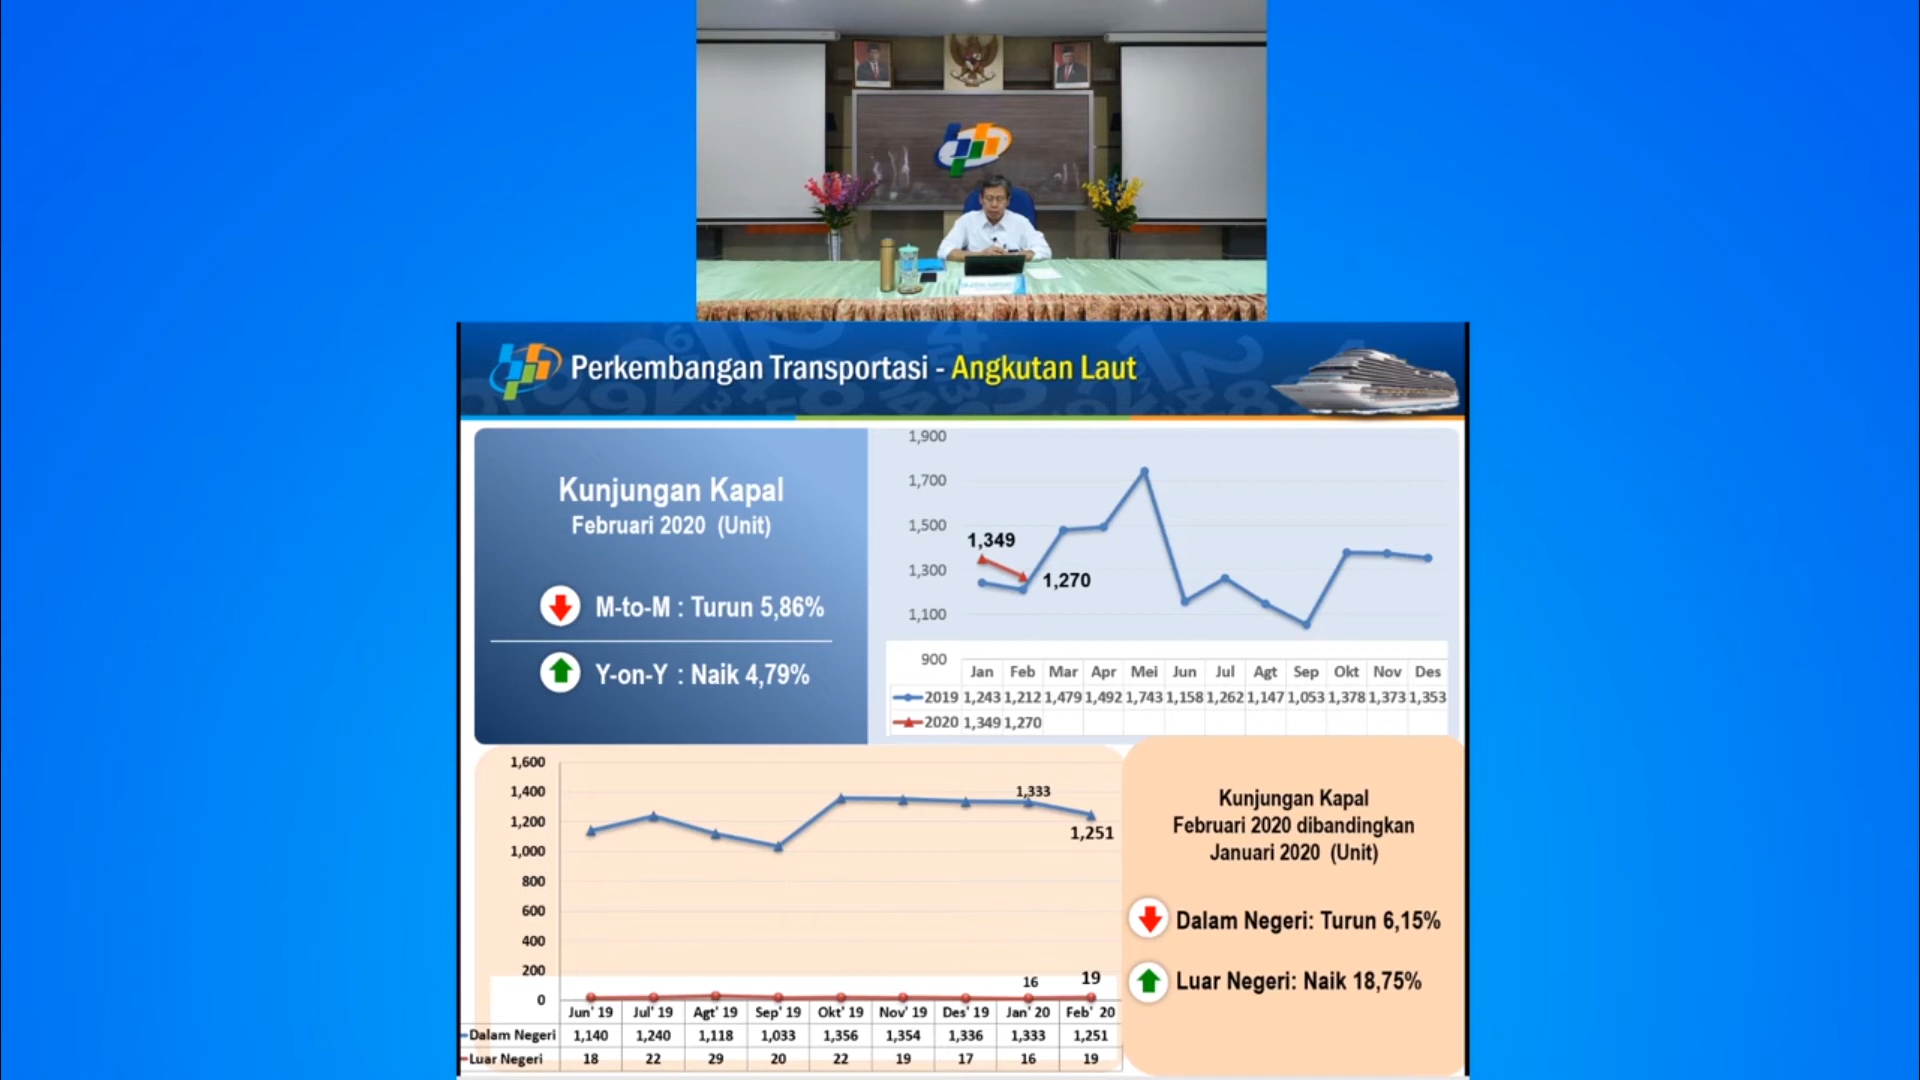 Perkembangan Transportasi - Angkutan Laut
Kunjungan Kapal
Februari 2020 (Unit)
M-to-M : Turun 5,86%
Y-on-Y : Naik 4,79%
1,900
1,700
1,500
1,300
1,100
900
1,349
1,270
Jan Feb Mar Apr Mei Jun Jul Agt Sep Okt Nov Des
2019 1,243 1,212 1,479 1,492 1,743 1,158 1,262 1,147 1,053 1,378 1,373 1,353
2020 1,349 1,270
1,600
1,400
1,200
1,000
800
600
400
200
0
1,333
1,251
16
19
Jun' 19 Jul' 19 Agt' 19 Sep' 19 Okt' 19 Nov' 19 Des' 19 Jan' 20 Feb' 20
Dalam Negeri 1,140 1,240 1,118 1,033 1,356 1,354 1,336 1,333 1,251
Luar Negeri 18 22 29 20 22 19 17 16 19
Kunjungan Kapal
Februari 2020 dibandingkan
Januari 2020 (Unit)
Dalam Negeri: Turun 6,15%
Luar Negeri: Naik 18,75%